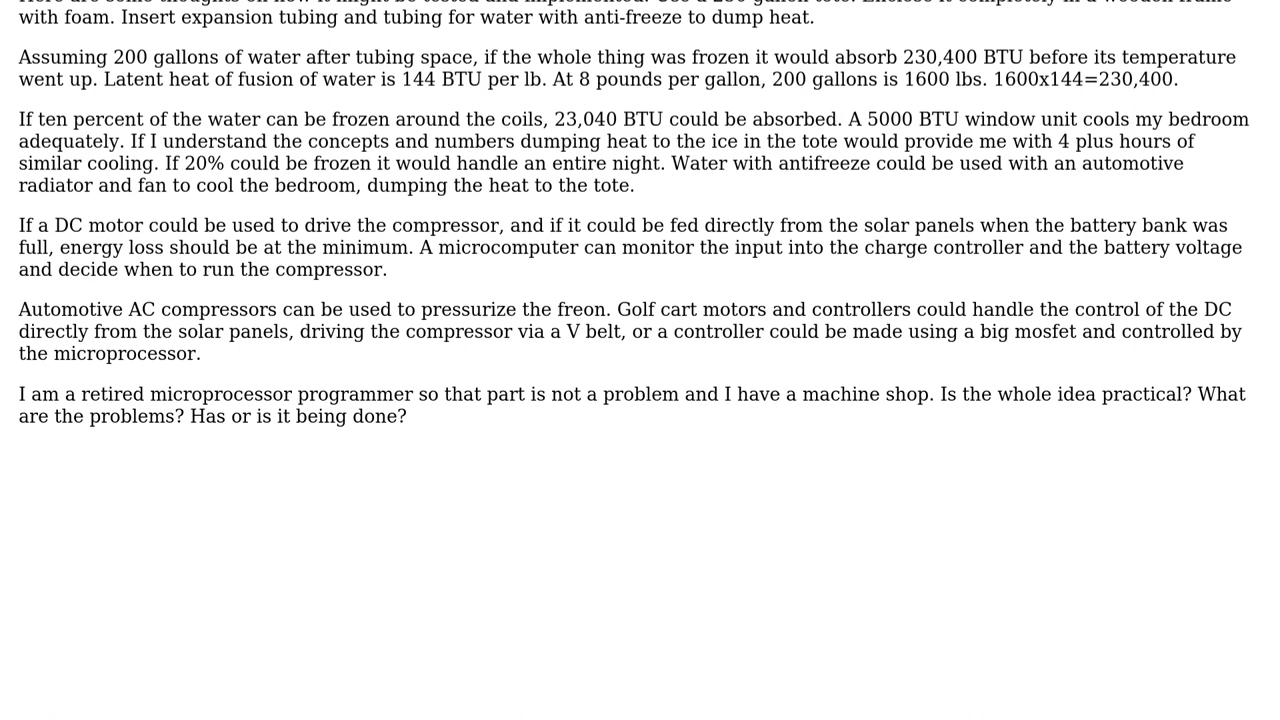 with foam. Insert expansion tubing and tubing for water with anti-freeze to dump heat.
Assuming 200 gallons of water after tubing space, if the whole thing was frozen it would absorb 230,400 BTU before its temperature
went up. Latent heat of fusion of water is 144 BTU per lb. At 8 pounds per gallon, 200 gallons is 1600 lbs. 1600x144=230,400.
If ten percent of the water can be frozen around the coils, 23,040 BTU could be absorbed. A 5000 BTU window unit cools my bedroom
adequately. If I understand the concepts and numbers dumping heat to the ice in the tote would provide me with 4 plus hours of
similar cooling. If 20% could be frozen it would handle an entire night. Water with antifreeze could be used with an automotive
radiator and fan to cool the bedroom, dumping the heat to the tote.
If a DC motor could be used to drive the compressor, and if it could be fed directly from the solar panels when the battery bank was
full, energy loss should be at the minimum. A microcomputer can monitor the input into the charge controller and the battery voltage
and decide when to run the compressor.
Automotive AC compressors can be used to pressurize the freon. Golf cart motors and controllers could handle the control of the DC
directly from the solar panels, driving the compressor via a V belt, or a controller could be made using a big mosfet and controlled by
the microprocessor.
I am a retired microprocessor programmer so that part is not a problem and I have a machine shop. Is the whole idea practical? What
are the problems? Has or is it being done?